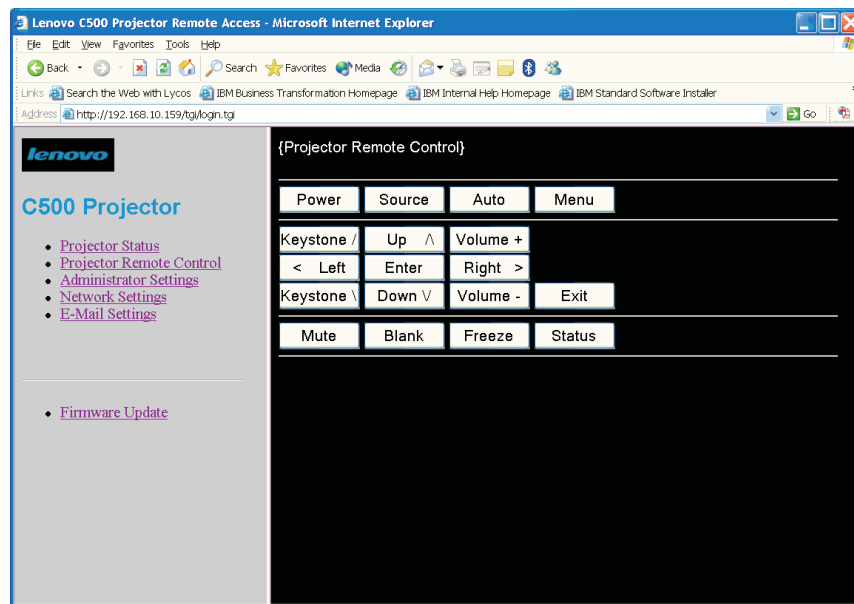 Lenovo C500 Projector Remote Access - Microsoft Internet Explorer
File Edit View Favorites Tools Help
Back Search Favorites Media
Links Search the Web with Lycos IBM Business Transformation Homepage IBM Internal Help Homepage IBM Standard Software Installer
Address http://192.168.10.159/tgi/login.tgi Go
lenovo
C500 Projector
Projector Status
Projector Remote Control
Administrator Settings
Network Settings
E-Mail Settings
Firmware Update
{Projector Remote Control}
Power Source Auto Menu
Keystone / Up /\ Volume +
< Left Enter Right >
Keystone \ Down \/ Volume - Exit
Mute Blank Freeze Status